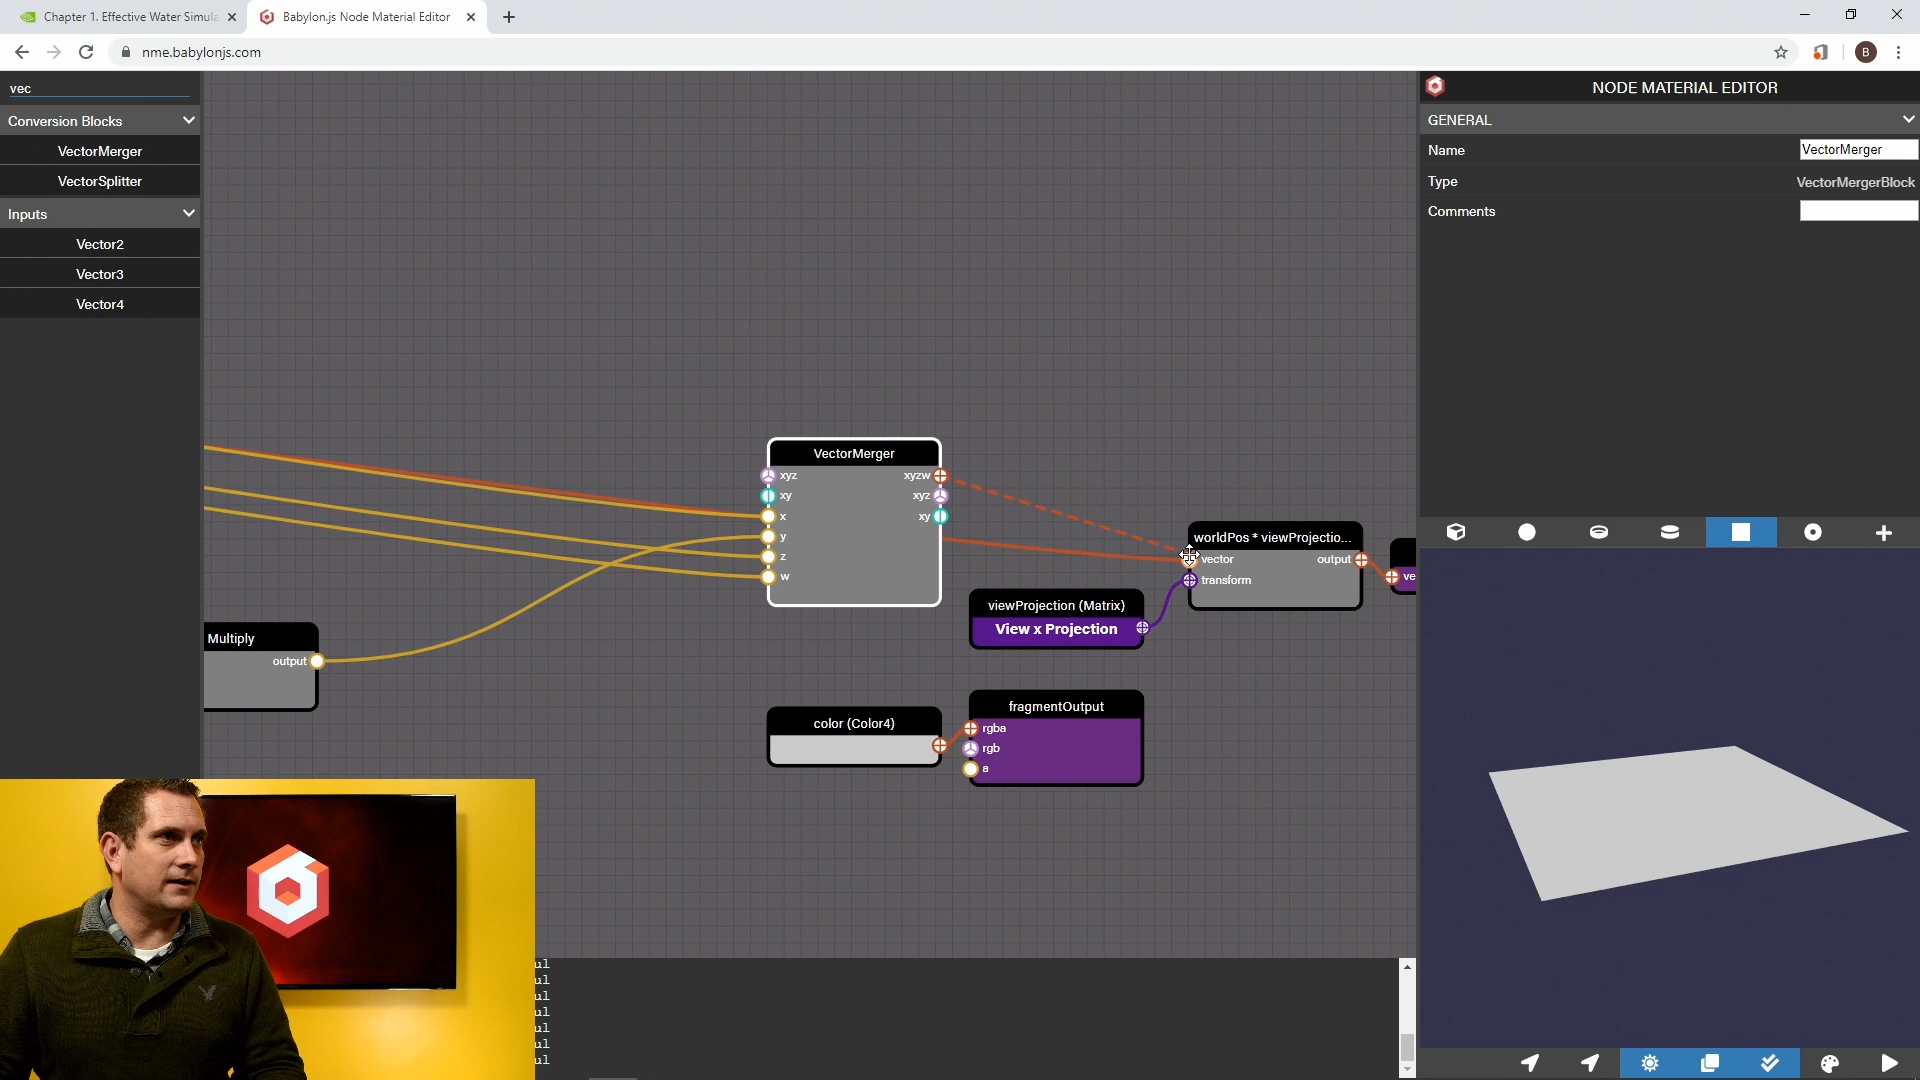 Chapter 1. Effective Water Simula
Babylon.js Node Material Editor
nme.babylonjs.com
B
vec
Conversion Blocks
VectorMerger
VectorSplitter
Inputs
Vector2
Vector3
Vector4
VectorMerger
xyz
xyzw
xy
xyz
x
xy
y
z
w
worldPos * viewProjectio...
vector
output
transform
ve
viewProjection (Matrix)
View x Projection
Multiply
output
color (Color4)
fragmentOutput
rgba
rgb
a
ul
ul
ul
ul
ul
ul
ul
NODE MATERIAL EDITOR
GENERAL
Name
VectorMerger
Type
VectorMergerBlock
Comments